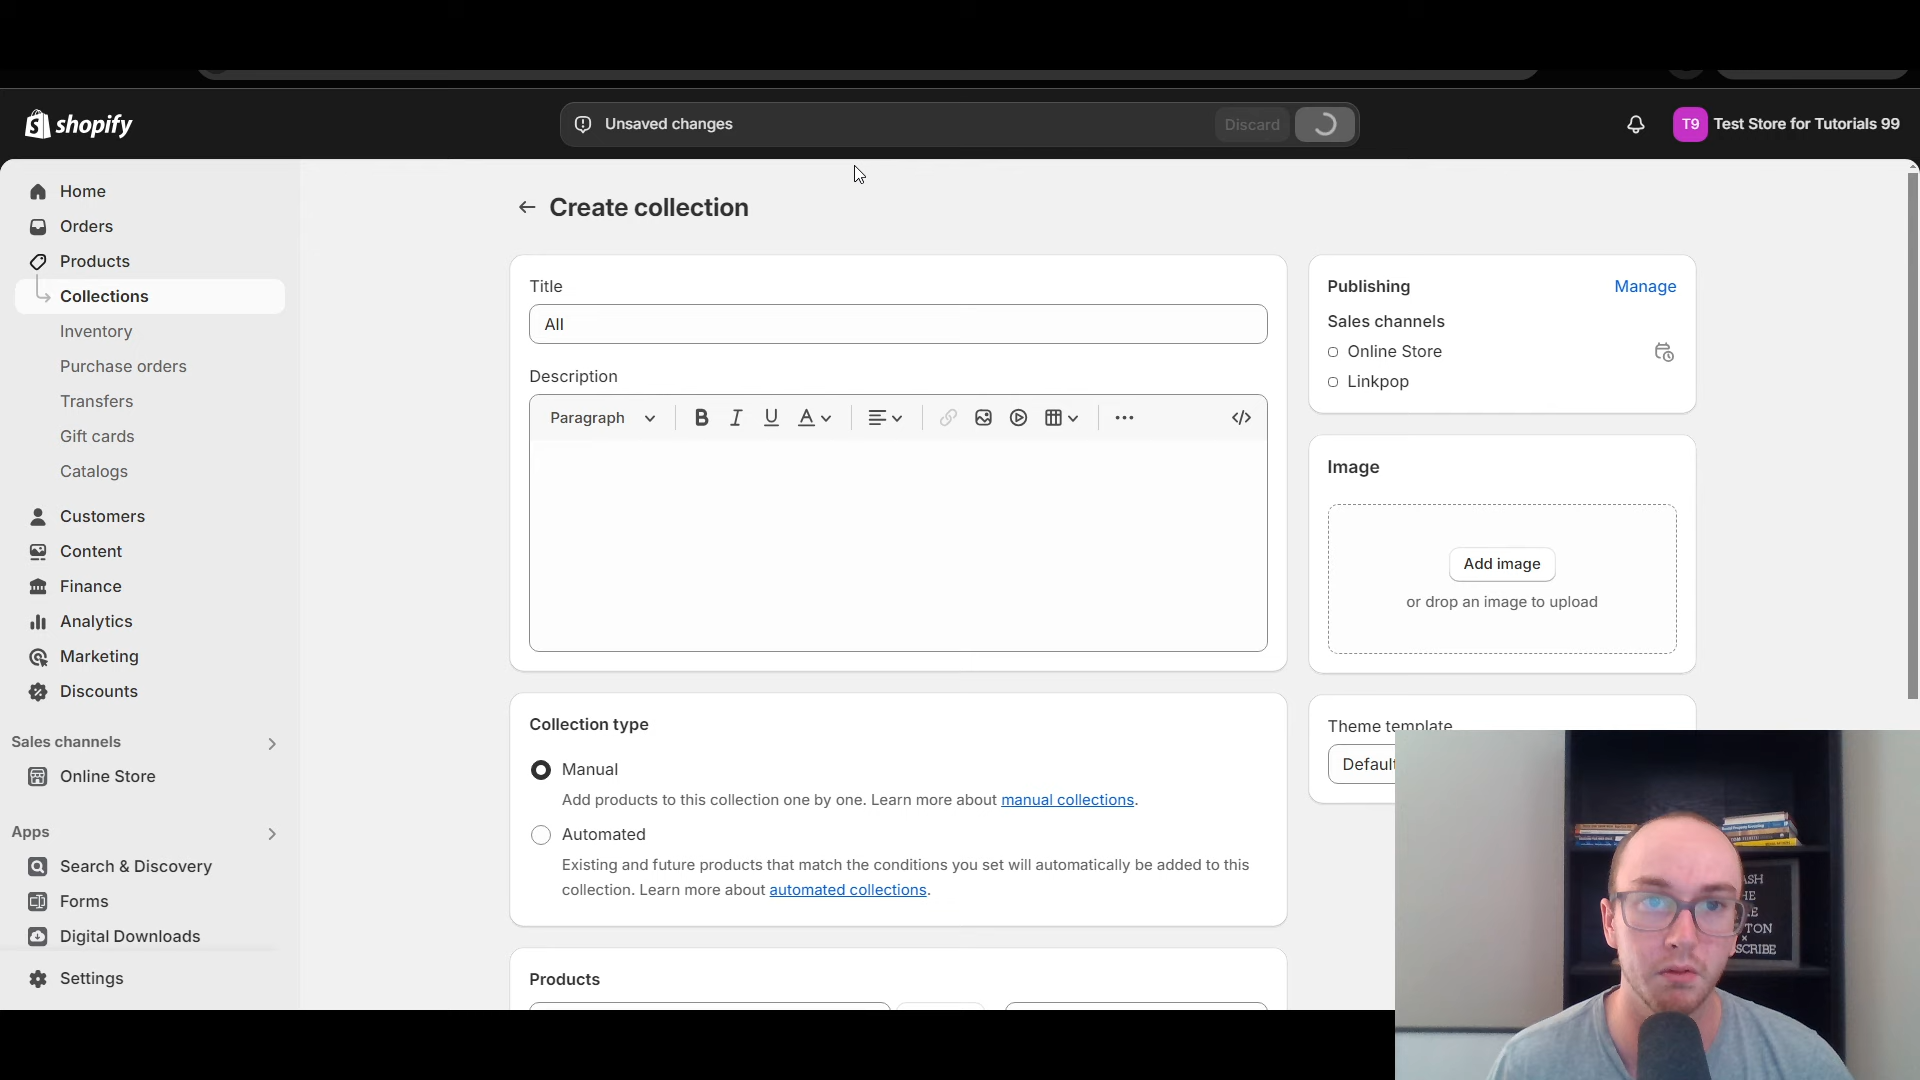 shopify
Unsaved changes
Discard
T9
Test Store for Tutorials 99
Home
Orders
Products
Collections
Inventory
Purchase orders
Transfers
Gift cards
Catalogs
Customers
Content
Finance
Analytics
Marketing
Discounts
Sales channels
Online Store
Apps
Search & Discovery
Forms
Digital Downloads
Settings
Create collection
Title
All
Description
Paragraph
Collection type
Manual
Add products to this collection one by one. Learn more about manual collections.
Automated
Existing and future products that match the conditions you set will automatically be added to this
collection. Learn more about automated collections.
Products
Publishing
Manage
Sales channels
Online Store
Linkpop
Image
Add image
or drop an image to upload
Theme template
Default